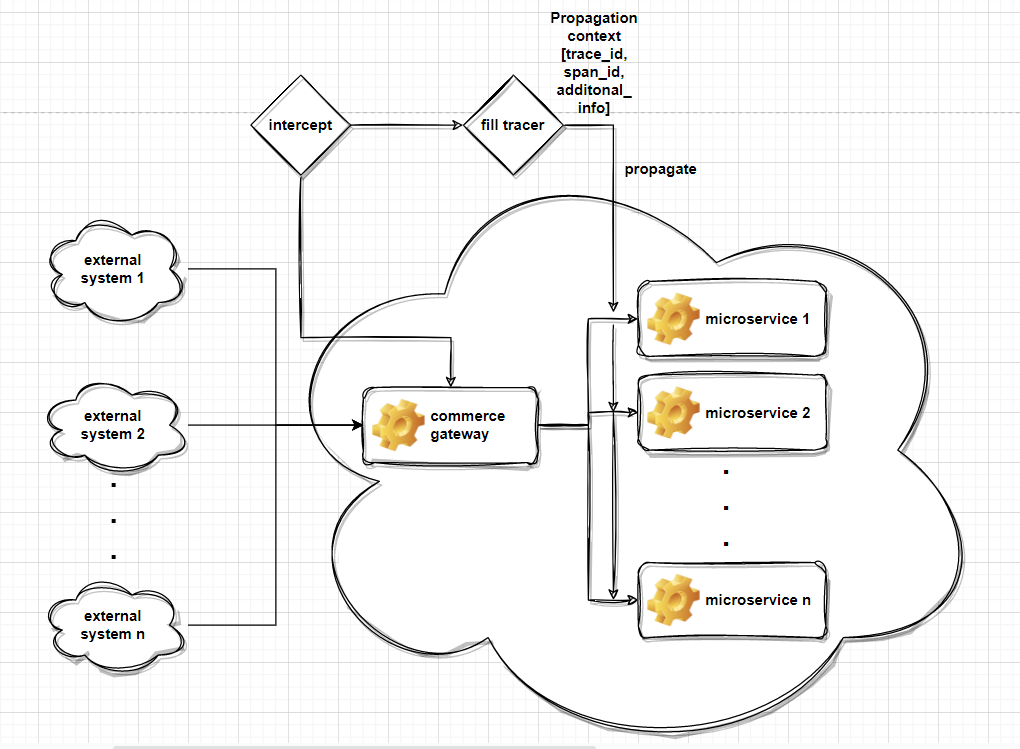 Propagation
context
[trace_id,
span_id,
additonal_
info]
intercept
fill tracer
propagate
external
system 1
microservice 1
external
system 2
commerce
gateway
microservice 2
external
system n
microservice n